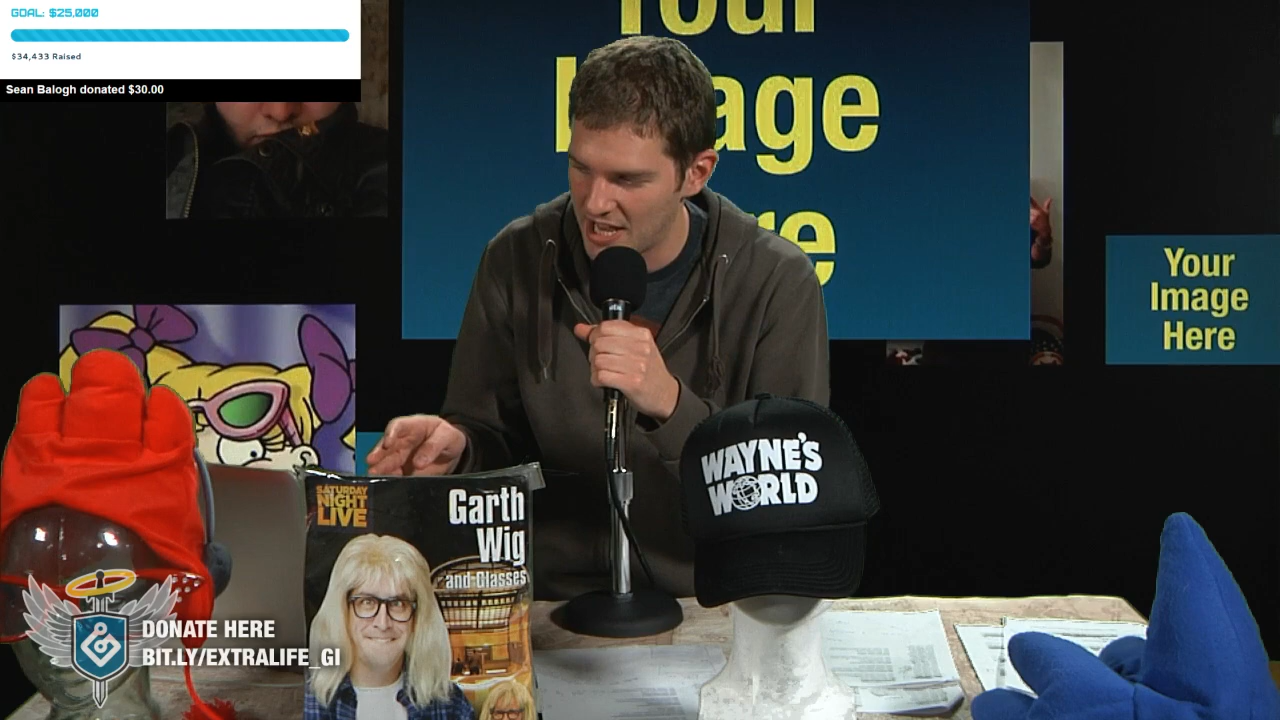 GOAL: $25,000
$34,433 Raised
Sean Balogh donated $30.00
Your
Image
Here
Your
Image
Here
SATURDAY
NIGHT
LIVE
Garth
Wig
and Glasses
WAYNE'S
WORLD
DONATE HERE
BIT.LY/EXTRALIFE_GI